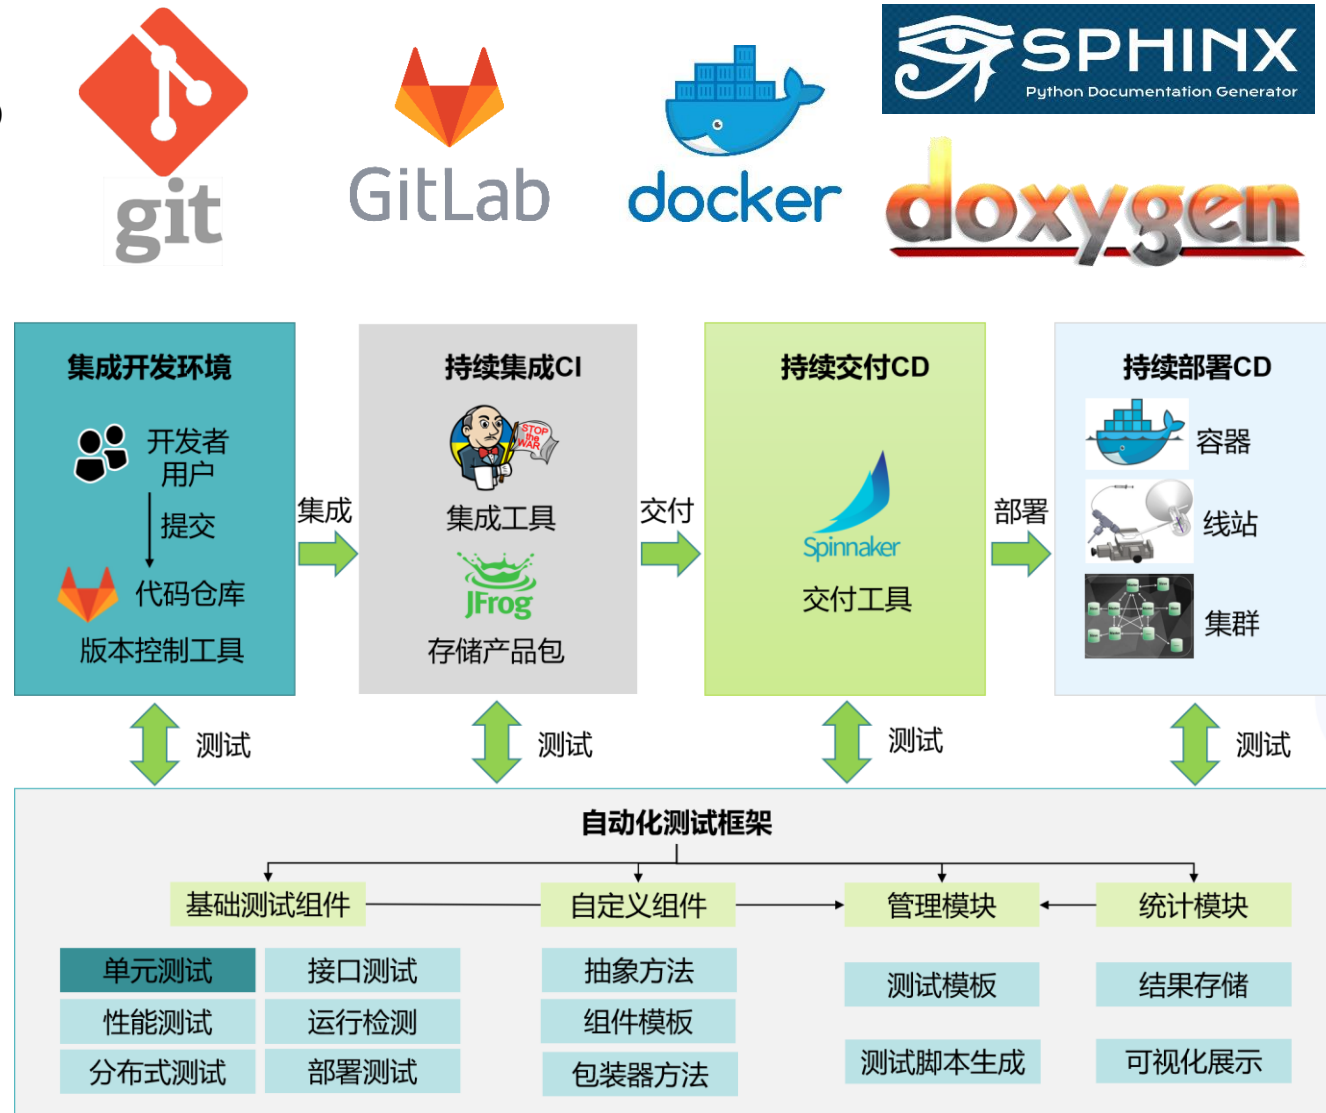 git
GitLab
docker
SPHINX
Python Documentation Generator
doxygen
集成开发环境
开发者
用户
提交
代码仓库
版本控制工具
集成
持续集成CI
STOP
the
WAR
集成工具
JFrog
存储产品包
交付
持续交付CD
Spinnaker
交付工具
部署
持续部署CD
容器
线站
集群
测试
测试
测试
测试
自动化测试框架
基础测试组件
自定义组件
管理模块
统计模块
单元测试
接口测试
抽象方法
测试模板
结果存储
性能测试
运行检测
组件模板
分布式测试
部署测试
包装器方法
测试脚本生成
可视化展示